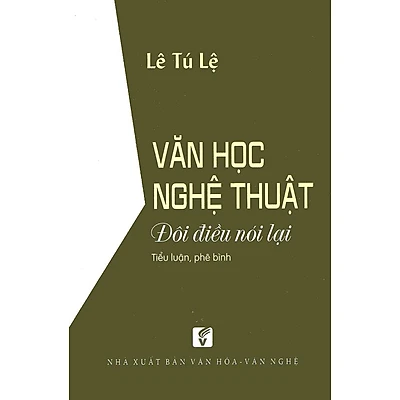 Lê Tú Lệ
VĂN HỌC
NGHỆ THUẬT
Đôi điều nói lại
Tiểu luận, phê bình
V
NHÀ XUẤT BẢN VĂN HÓA - VĂN NGHỆ